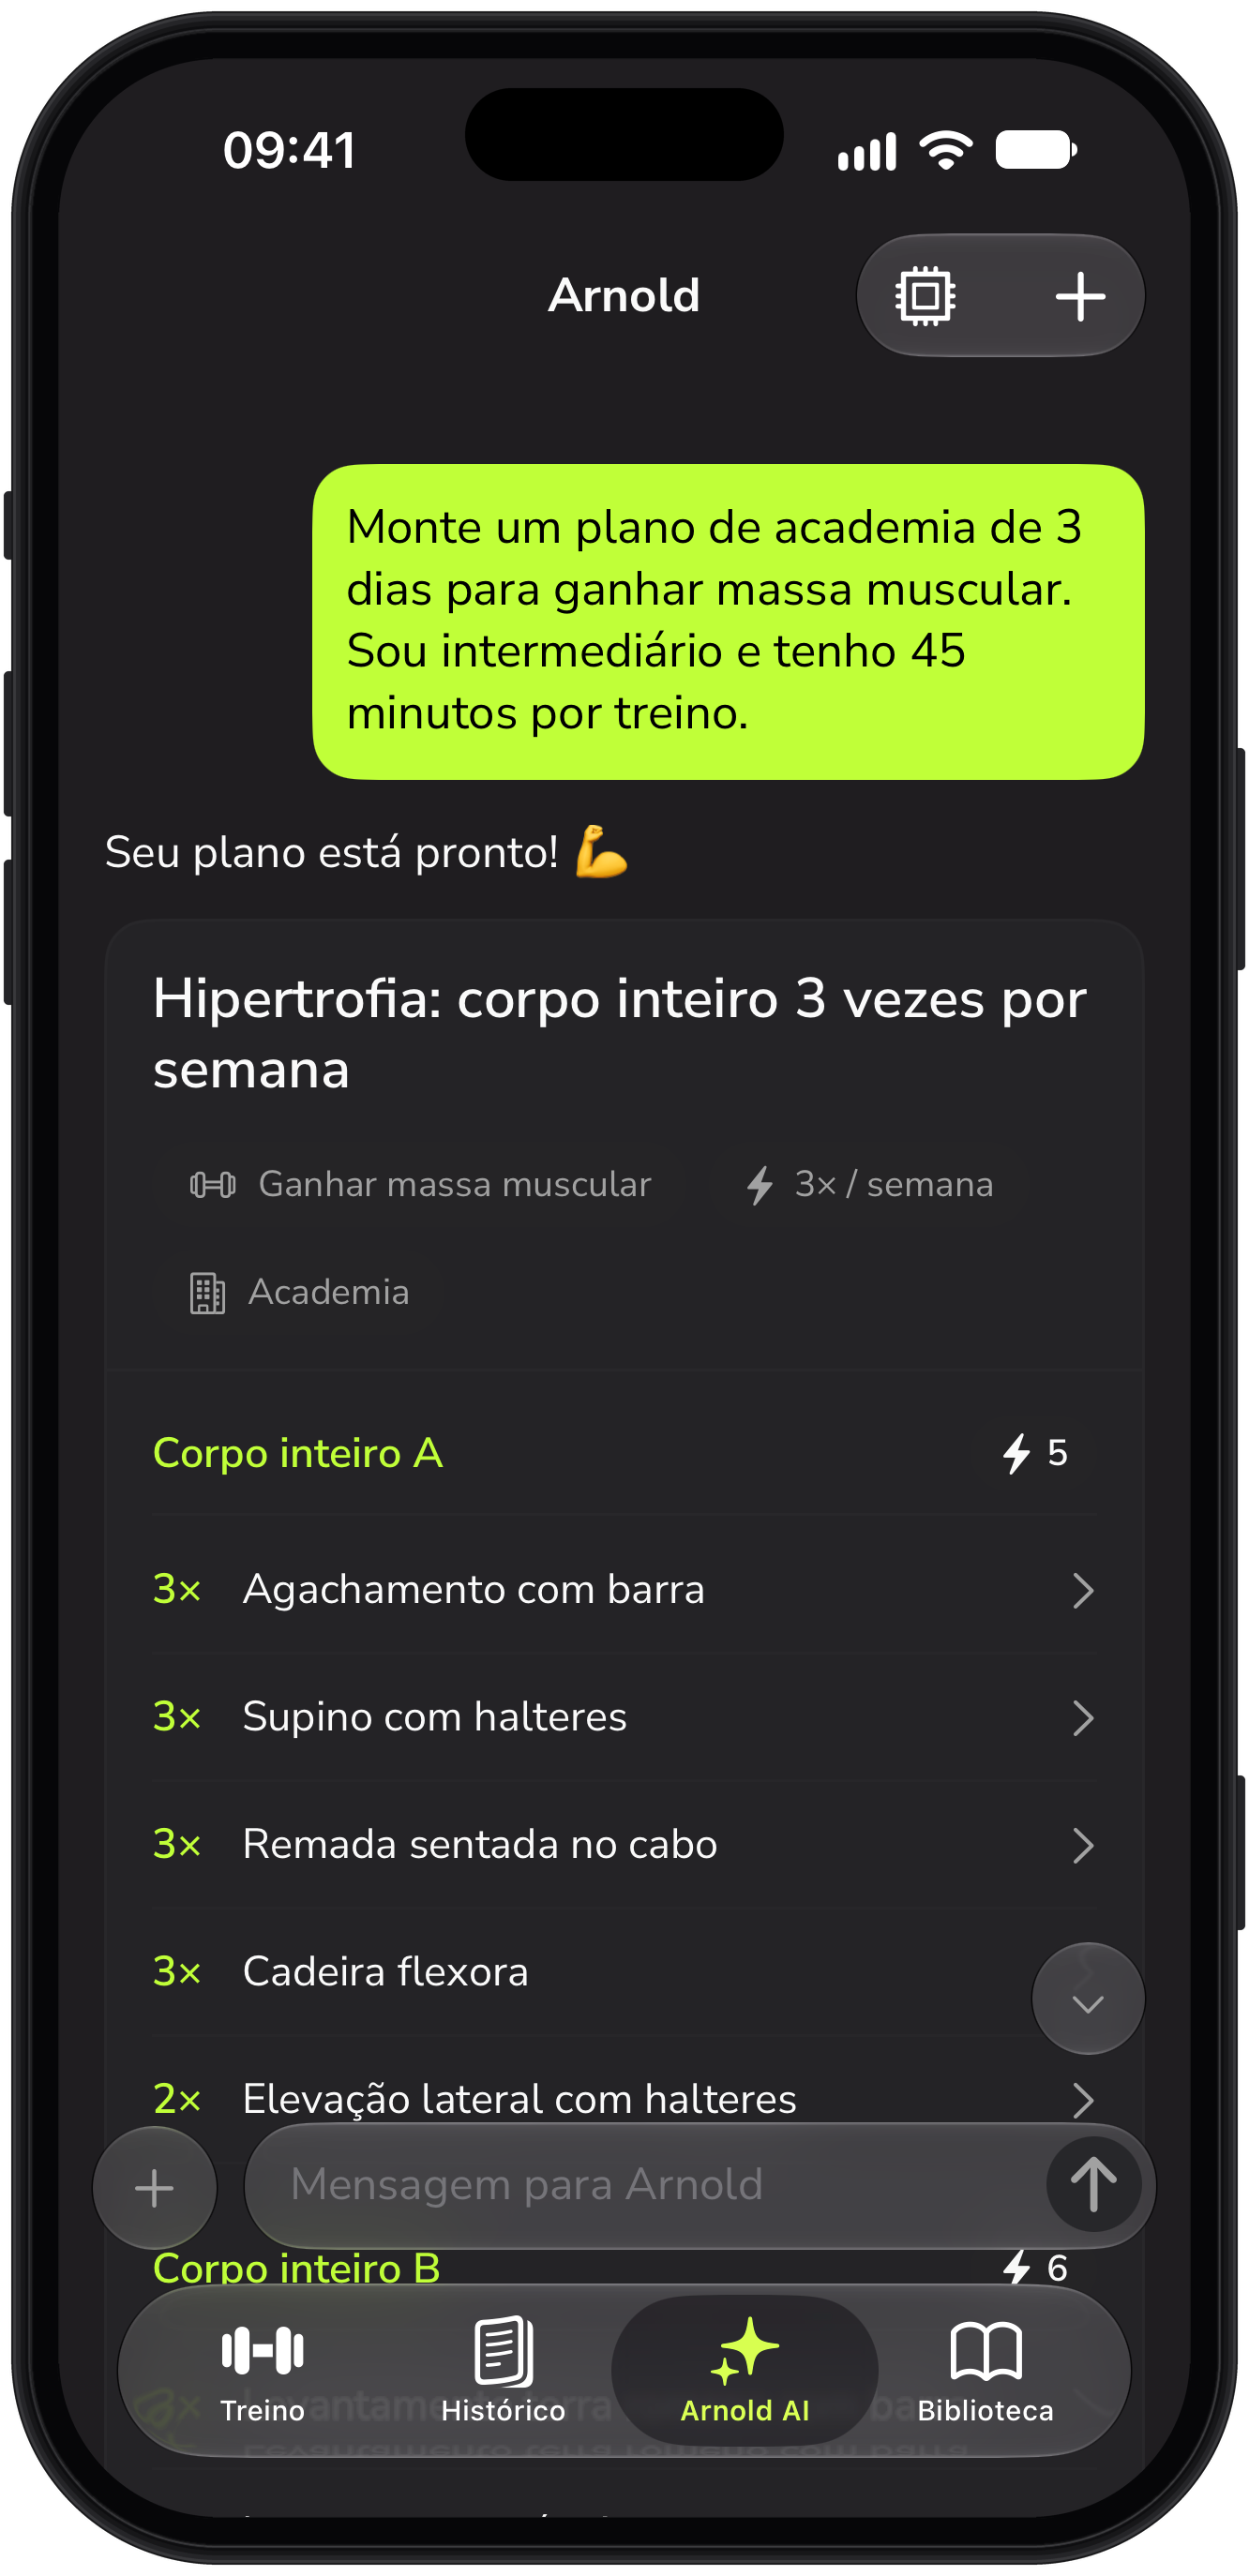 09:41
Arnold
Monte um plano de academia de 3
dias para ganhar massa muscular.
Sou intermediário e tenho 45
minutos por treino.
Seu plano está pronto! 💪
Hipertrofia: corpo inteiro 3 vezes por
semana
Ganhar massa muscular
3× / semana
Academia
Corpo inteiro A
5
3× Agachamento com barra
3× Supino com halteres
3× Remada sentada no cabo
3× Cadeira flexora
2× Elevação lateral com halteres
Mensagem para Arnold
Corpo inteiro B
6
Treino
Histórico
Arnold AI
Biblioteca